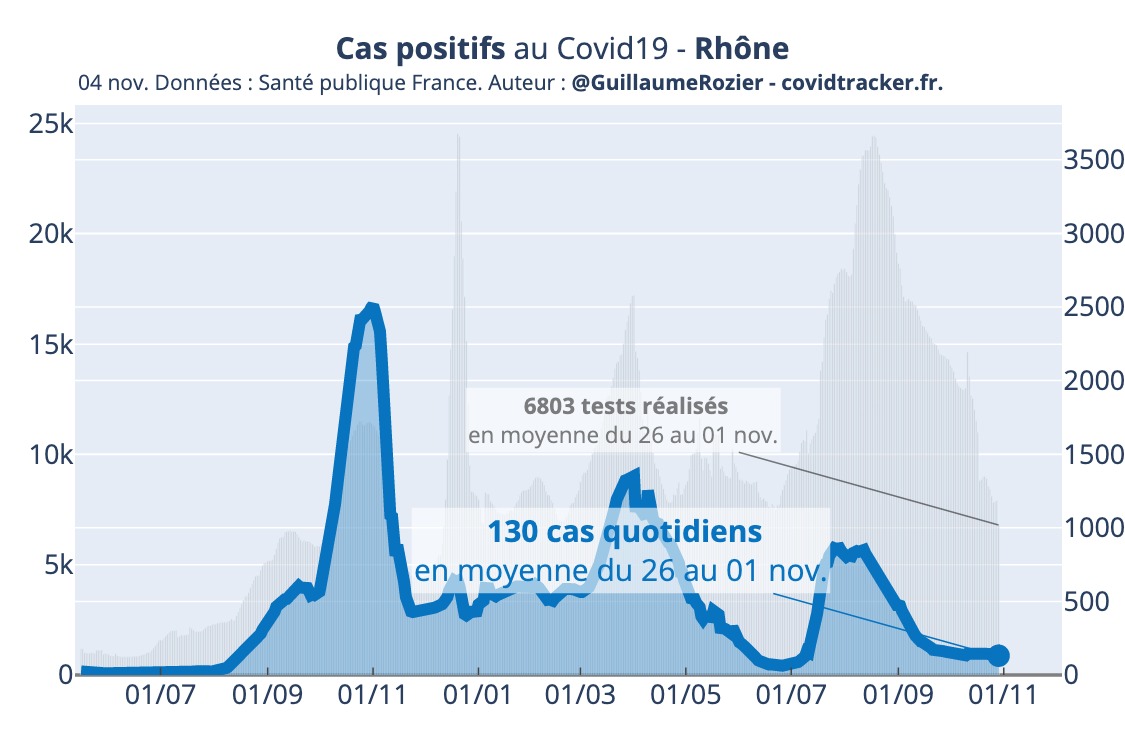 Cas positifs au Covid19 - Rhône
04 nov. Données : Santé publique France. Auteur : @GuillaumeRozier - covidtracker.fr.
25k
20k
15k
10k
5k
0
3500
3000
2500
2000
1500
1000
500
0
6803 tests réalisés
en moyenne du 26 au 01 nov.
130 cas quotidiens
en moyenne du 26 au 01 nov.
01/07 01/09 01/11 01/01 01/03 01/05 01/07 01/09 01/11